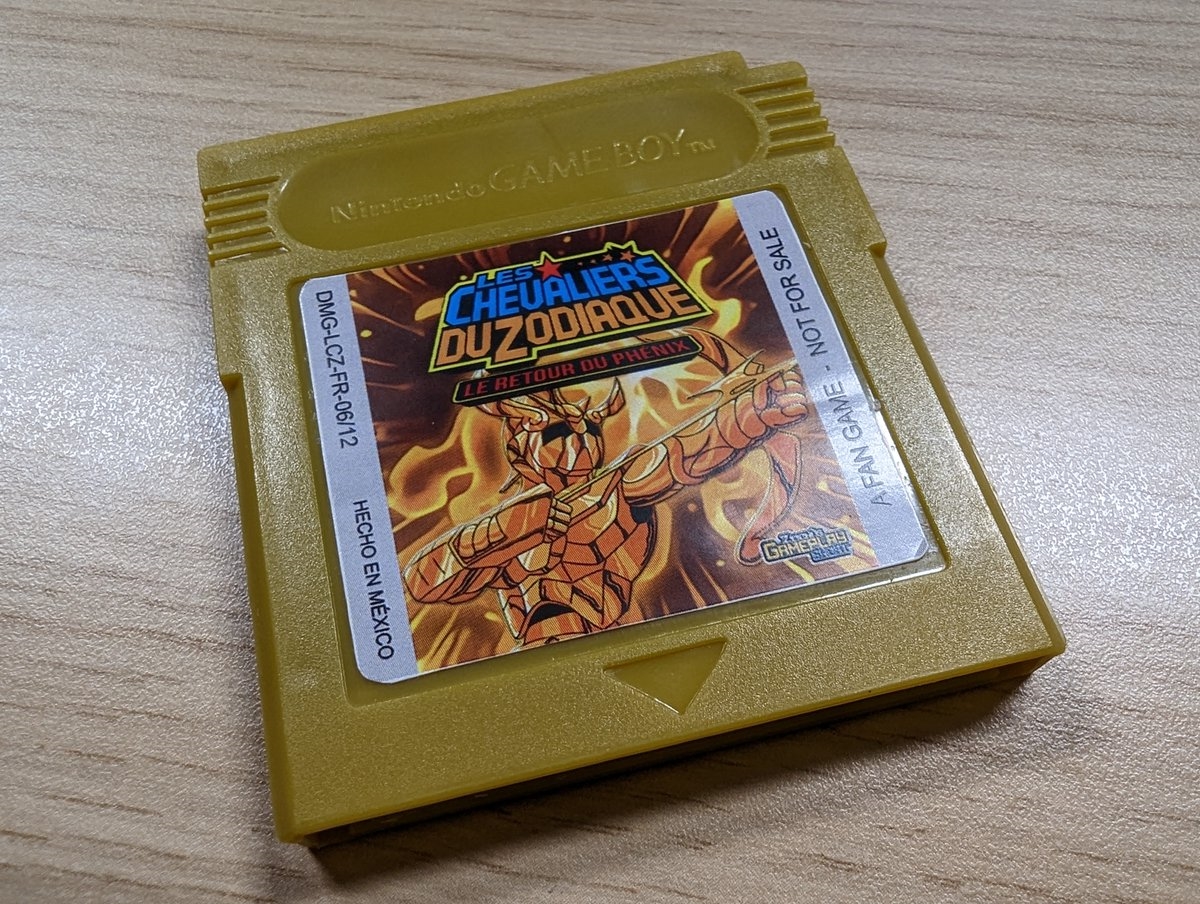 Nintendo GAME BOY TM
LES
CHEVALIERS
DU ZODIAQUE
LE RETOUR DU PHÉNIX
DMG-LCZ-FR-06/12
HECHO EN MÉXICO
A FAN GAME - NOT FOR SALE
GAMEPLAY